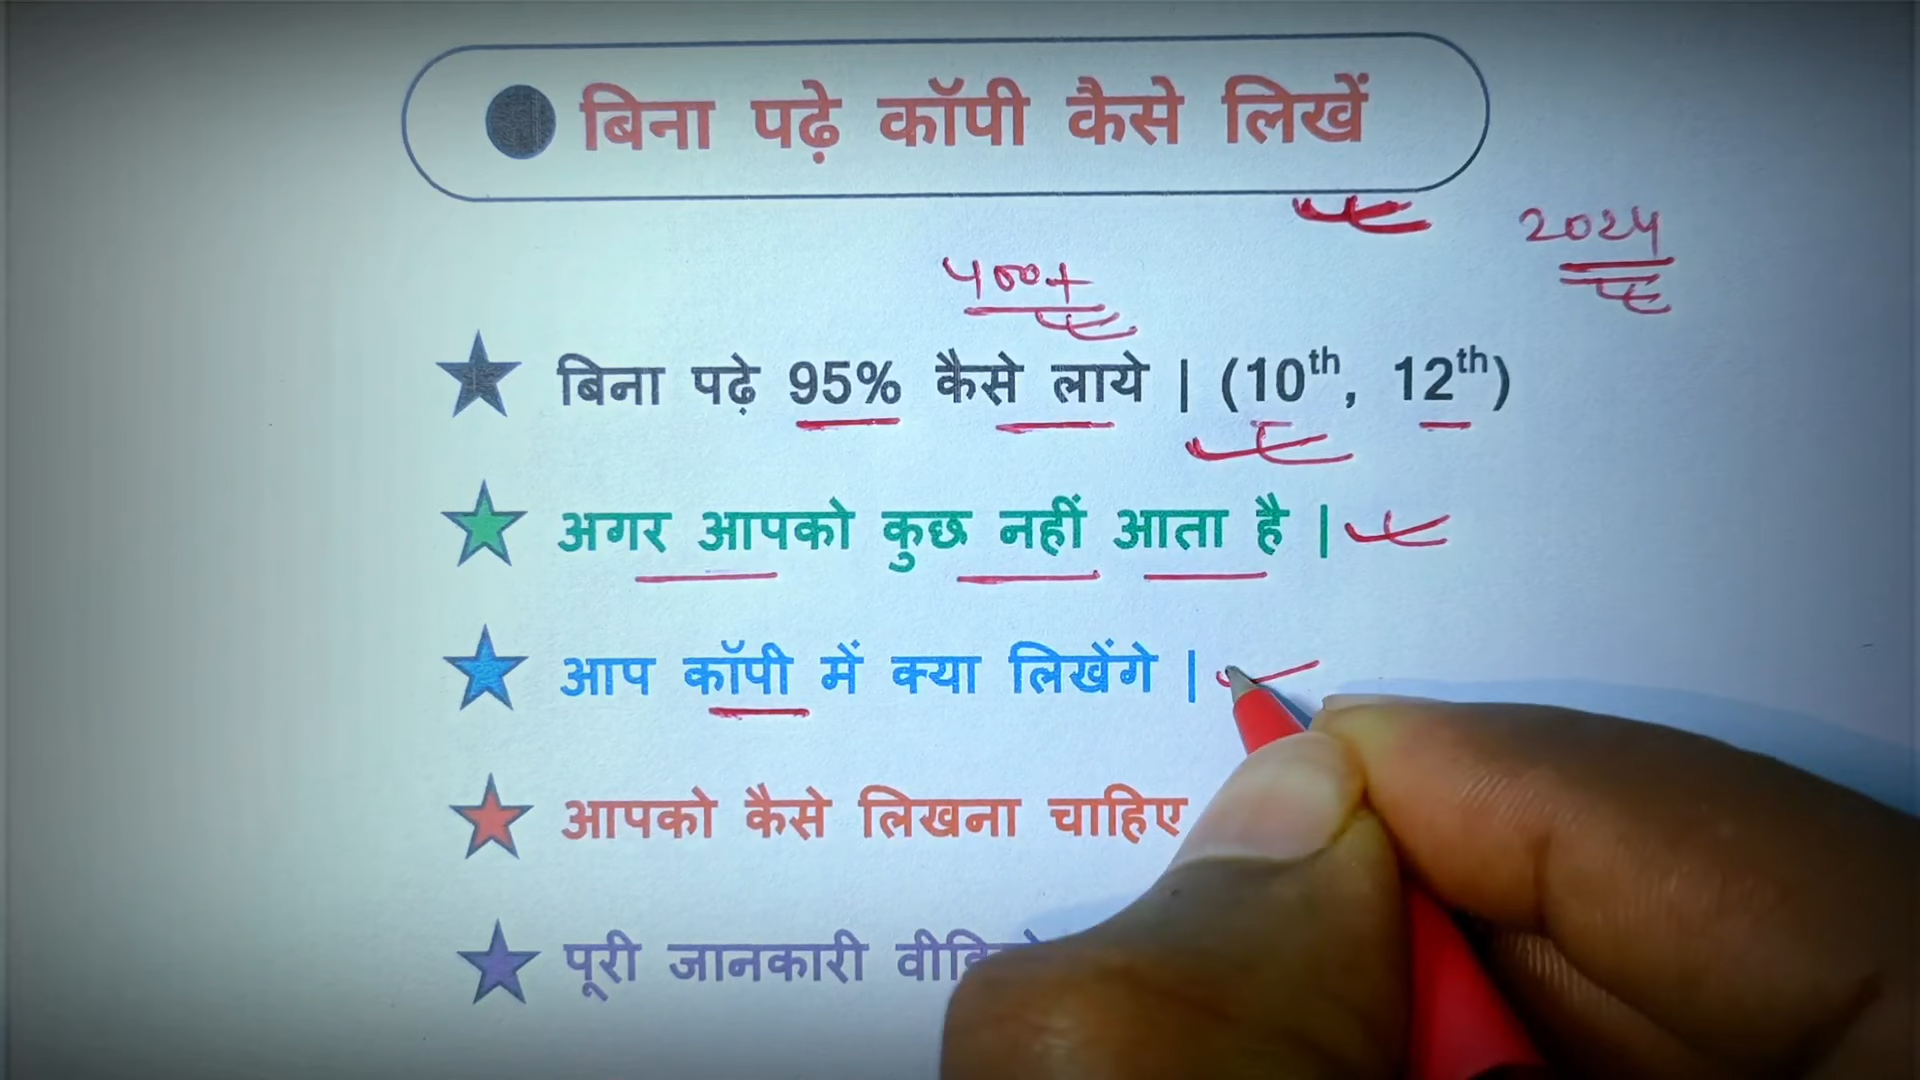 बिना पढ़े कॉपी कैसे लिखें
2024
400+
बिना पढ़े 95% कैसे लाये | (10th, 12th)
अगर आपको कुछ नहीं आता है |
आप कॉपी में क्या लिखेंगे |
आपको कैसे लिखना चाहिए
पूरी जानकारी